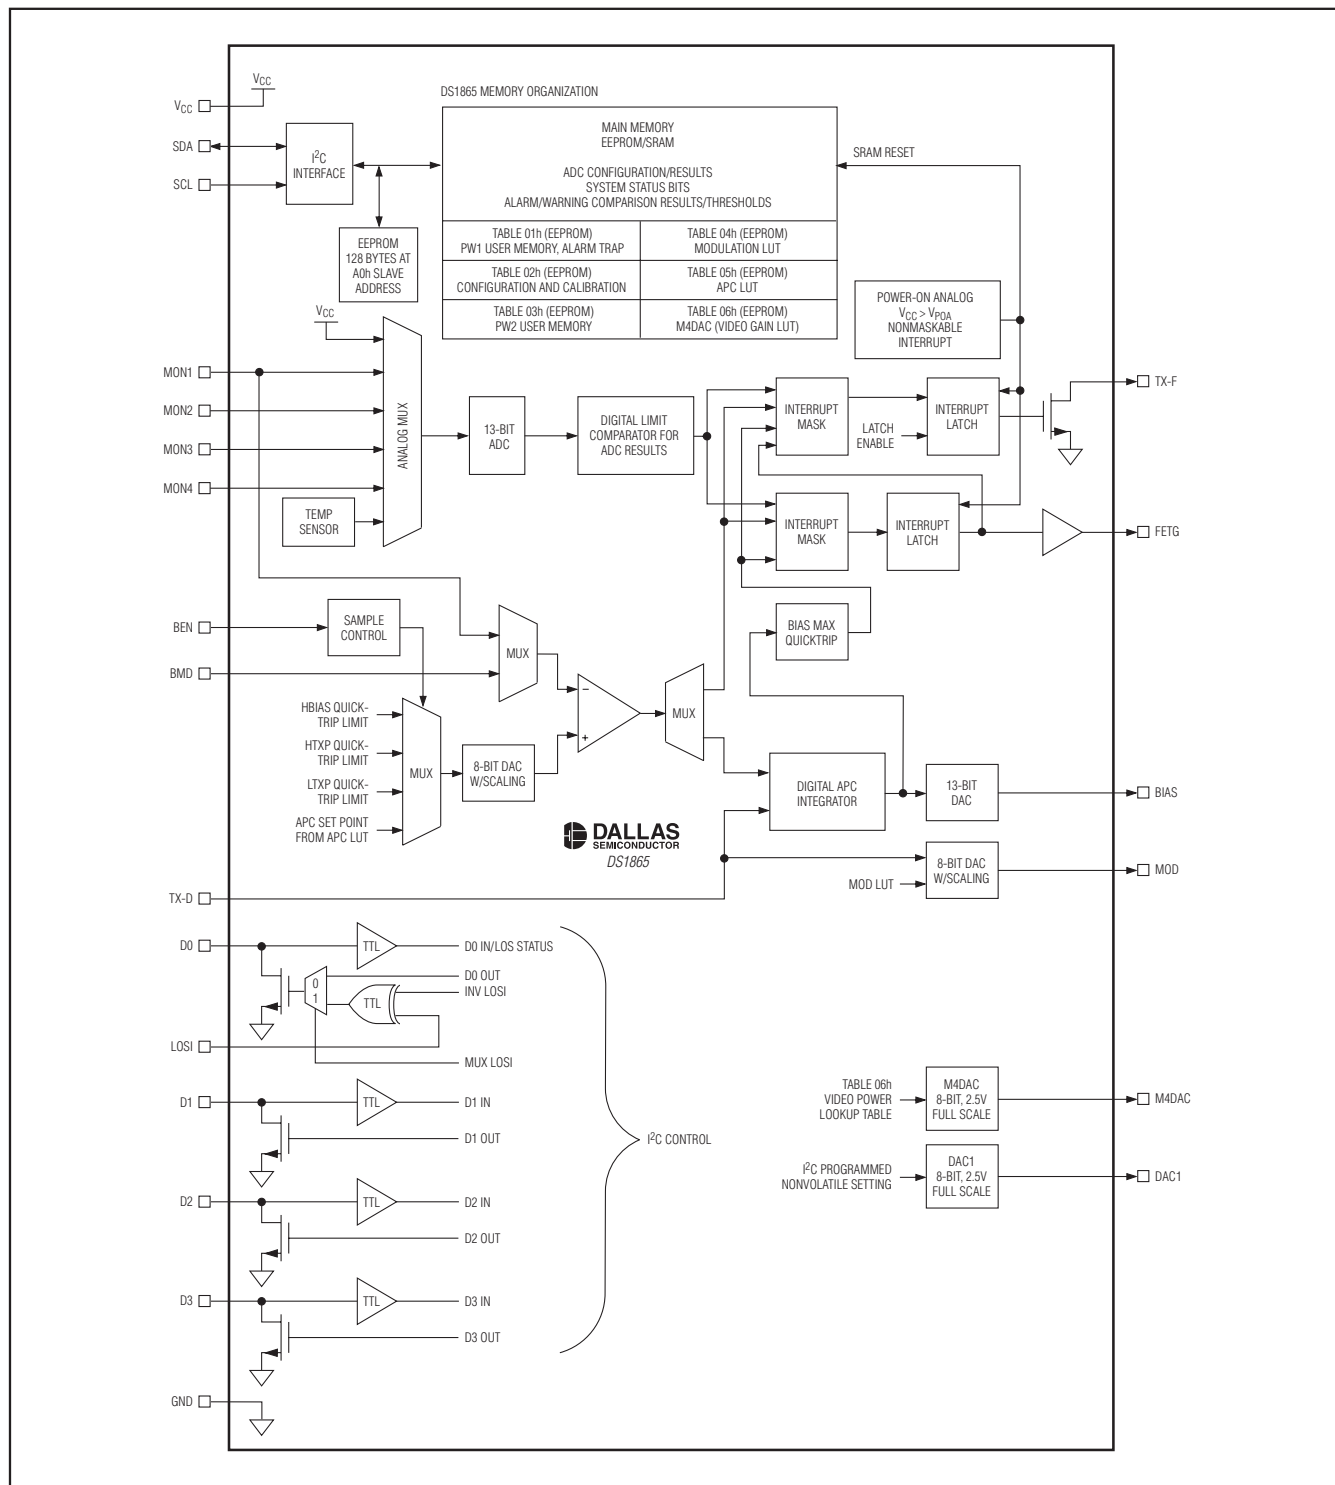 VCC
VCC
SDA
SCL
I2C
INTERFACE
EEPROM
128 BYTES AT
A0h SLAVE
ADDRESS
DS1865 MEMORY ORGANIZATION
MAIN MEMORY
EEPROM/SRAM
ADC CONFIGURATION/RESULTS
SYSTEM STATUS BITS
ALARM/WARNING COMPARISON RESULTS/THRESHOLDS
TABLE 01h (EEPROM)
PW1 USER MEMORY, ALARM TRAP
TABLE 04h (EEPROM)
MODULATION LUT
TABLE 02h (EEPROM)
CONFIGURATION AND CALIBRATION
TABLE 05h (EEPROM)
APC LUT
TABLE 03h (EEPROM)
PW2 USER MEMORY
TABLE 06h (EEPROM)
M4DAC (VIDEO GAIN LUT)
SRAM RESET
POWER-ON ANALOG
VCC > VPOA
NONMASKABLE
INTERRUPT
VCC
MON1
MON2
MON3
MON4
TEMP
SENSOR
ANALOG MUX
13-BIT
ADC
DIGITAL LIMIT
COMPARATOR FOR
ADC RESULTS
INTERRUPT
MASK
LATCH
ENABLE
INTERRUPT
LATCH
TX-F
INTERRUPT
MASK
INTERRUPT
LATCH
FETG
BEN
SAMPLE
CONTROL
BMD
MUX
BIAS MAX
QUICKTRIP
HBIAS QUICK-
TRIP LIMIT
HTXP QUICK-
TRIP LIMIT
LTXP QUICK-
TRIP LIMIT
APC SET POINT
FROM APC LUT
MUX
8-BIT DAC
W/SCALING
−
+
MUX
DIGITAL APC
INTEGRATOR
13-BIT
DAC
BIAS
DALLAS
SEMICONDUCTOR
DS1865
MOD LUT
8-BIT DAC
W/SCALING
MOD
TX-D
D0
TTL
D0 IN/LOS STATUS
0
1
D0 OUT
TTL
INV LOSI
LOSI
MUX LOSI
D1
TTL
D1 IN
D1 OUT
I2C CONTROL
D2
TTL
D2 IN
D2 OUT
D3
TTL
D3 IN
D3 OUT
GND
TABLE 06h
VIDEO POWER
LOOKUP TABLE
M4DAC
8-BIT, 2.5V
FULL SCALE
M4DAC
I2C PROGRAMMED
NONVOLATILE SETTING
DAC1
8-BIT, 2.5V
FULL SCALE
DAC1